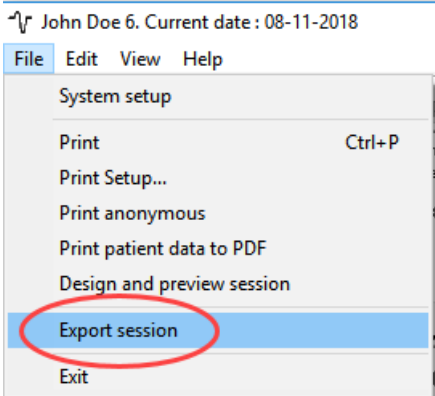 John Doe 6. Current date : 08-11-2018
File Edit View Help
System setup
Print Ctrl+P
Print Setup...
Print anonymous
Print patient data to PDF
Design and preview session
Export session
Exit